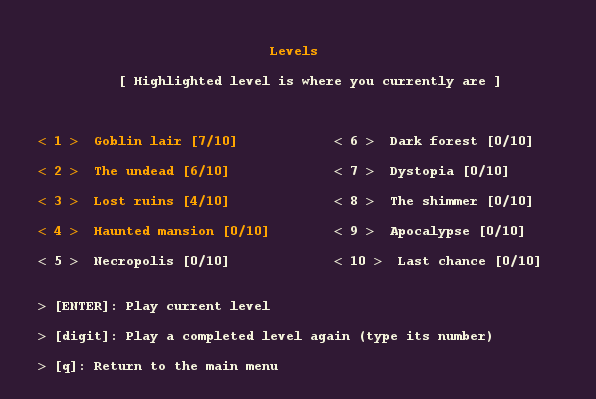 Levels
[ Highlighted level is where you currently are ]
< 1 >  Goblin lair [7/10]
< 2 >  The undead [6/10]
< 3 >  Lost ruins [4/10]
< 4 >  Haunted mansion [0/10]
< 5 >  Necropolis [0/10]
< 6 >  Dark forest [0/10]
< 7 >  Dystopia [0/10]
< 8 >  The shimmer [0/10]
< 9 >  Apocalypse [0/10]
< 10 >  Last chance [0/10]
> [ENTER]: Play current level
> [digit]: Play a completed level again (type its number)
> [q]: Return to the main menu